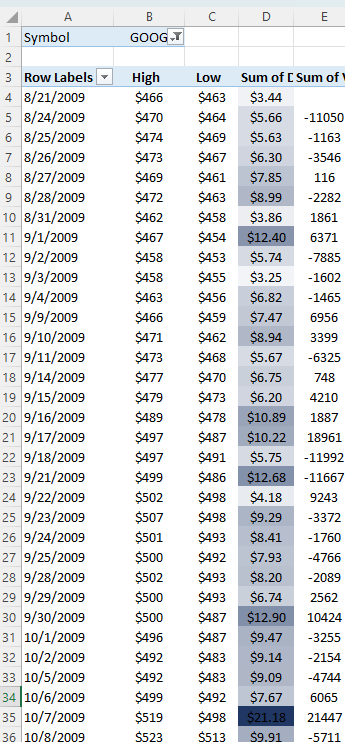 A B C D E
1 Symbol GOOG
2
3 Row Labels High Low Sum of D Sum of V
4 8/21/2009 $466 $463 $3.44
5 8/24/2009 $470 $464 $5.66 -11050
6 8/25/2009 $474 $469 $5.63 -1163
7 8/26/2009 $473 $467 $6.30 -3546
8 8/27/2009 $469 $461 $7.85 116
9 8/28/2009 $472 $463 $8.99 -2282
10 8/31/2009 $462 $458 $3.86 1861
11 9/1/2009 $467 $454 $12.40 6371
12 9/2/2009 $458 $453 $5.74 -7885
13 9/3/2009 $458 $455 $3.25 -1602
14 9/4/2009 $463 $456 $6.82 -1465
15 9/9/2009 $466 $459 $7.47 6956
16 9/10/2009 $471 $462 $8.94 3399
17 9/11/2009 $473 $468 $5.67 -6325
18 9/14/2009 $477 $470 $6.75 748
19 9/15/2009 $479 $473 $6.20 4210
20 9/16/2009 $489 $478 $10.89 1887
21 9/17/2009 $497 $487 $10.22 18961
22 9/18/2009 $497 $491 $5.75 -11992
23 9/21/2009 $499 $486 $12.68 -11667
24 9/22/2009 $502 $498 $4.18 9243
25 9/23/2009 $507 $498 $9.29 -3372
26 9/24/2009 $501 $493 $8.41 -1760
27 9/25/2009 $500 $492 $7.93 -4766
28 9/28/2009 $502 $493 $8.20 -2089
29 9/29/2009 $500 $493 $6.74 2562
30 9/30/2009 $500 $487 $12.90 10424
31 10/1/2009 $496 $487 $9.47 -3255
32 10/2/2009 $492 $483 $9.14 -2154
33 10/5/2009 $492 $483 $9.09 -4744
34 10/6/2009 $499 $492 $7.67 6065
35 10/7/2009 $519 $498 $21.18 21447
36 10/8/2009 $523 $513 $9.91 -5711